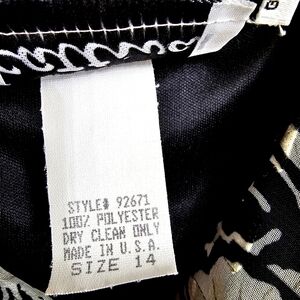 STYLE# 92671
100% POLYESTER
DRY CLEAN ONLY
MADE IN U.S.A.
SIZE 14